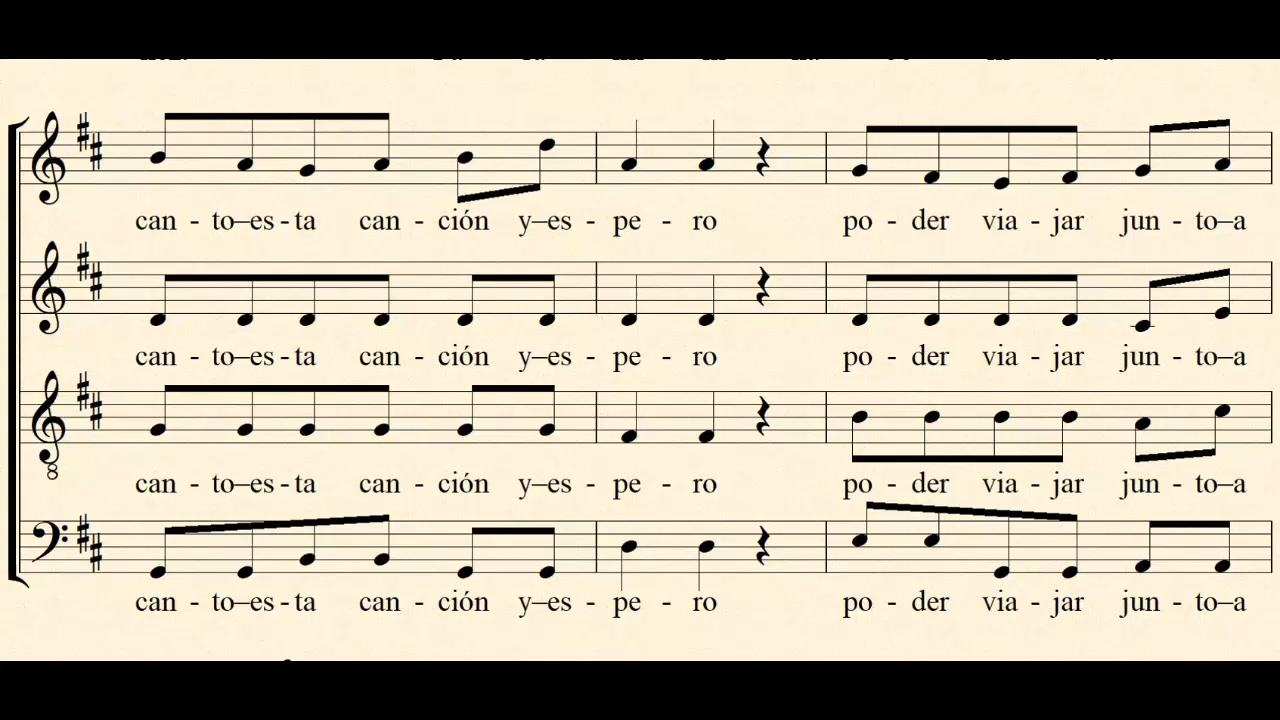 can - to–es - ta can - ción y–es - pe - ro po - der via - jar jun - to–a
can - to–es - ta can - ción y–es - pe - ro po - der via - jar jun - to–a
8
can - to–es - ta can - ción y–es - pe - ro po - der via - jar jun - to–a
can - to–es - ta can - ción y–es - pe - ro po - der via - jar jun - to–a